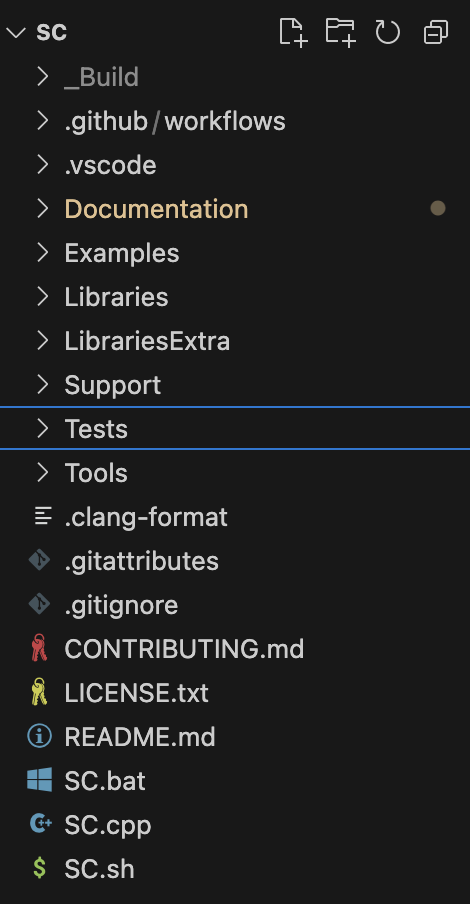 SC
_Build
.github/workflows
.vscode
Documentation
Examples
Libraries
LibrariesExtra
Support
Tests
Tools
.clang-format
.gitattributes
.gitignore
CONTRIBUTING.md
LICENSE.txt
README.md
SC.bat
SC.cpp
SC.sh